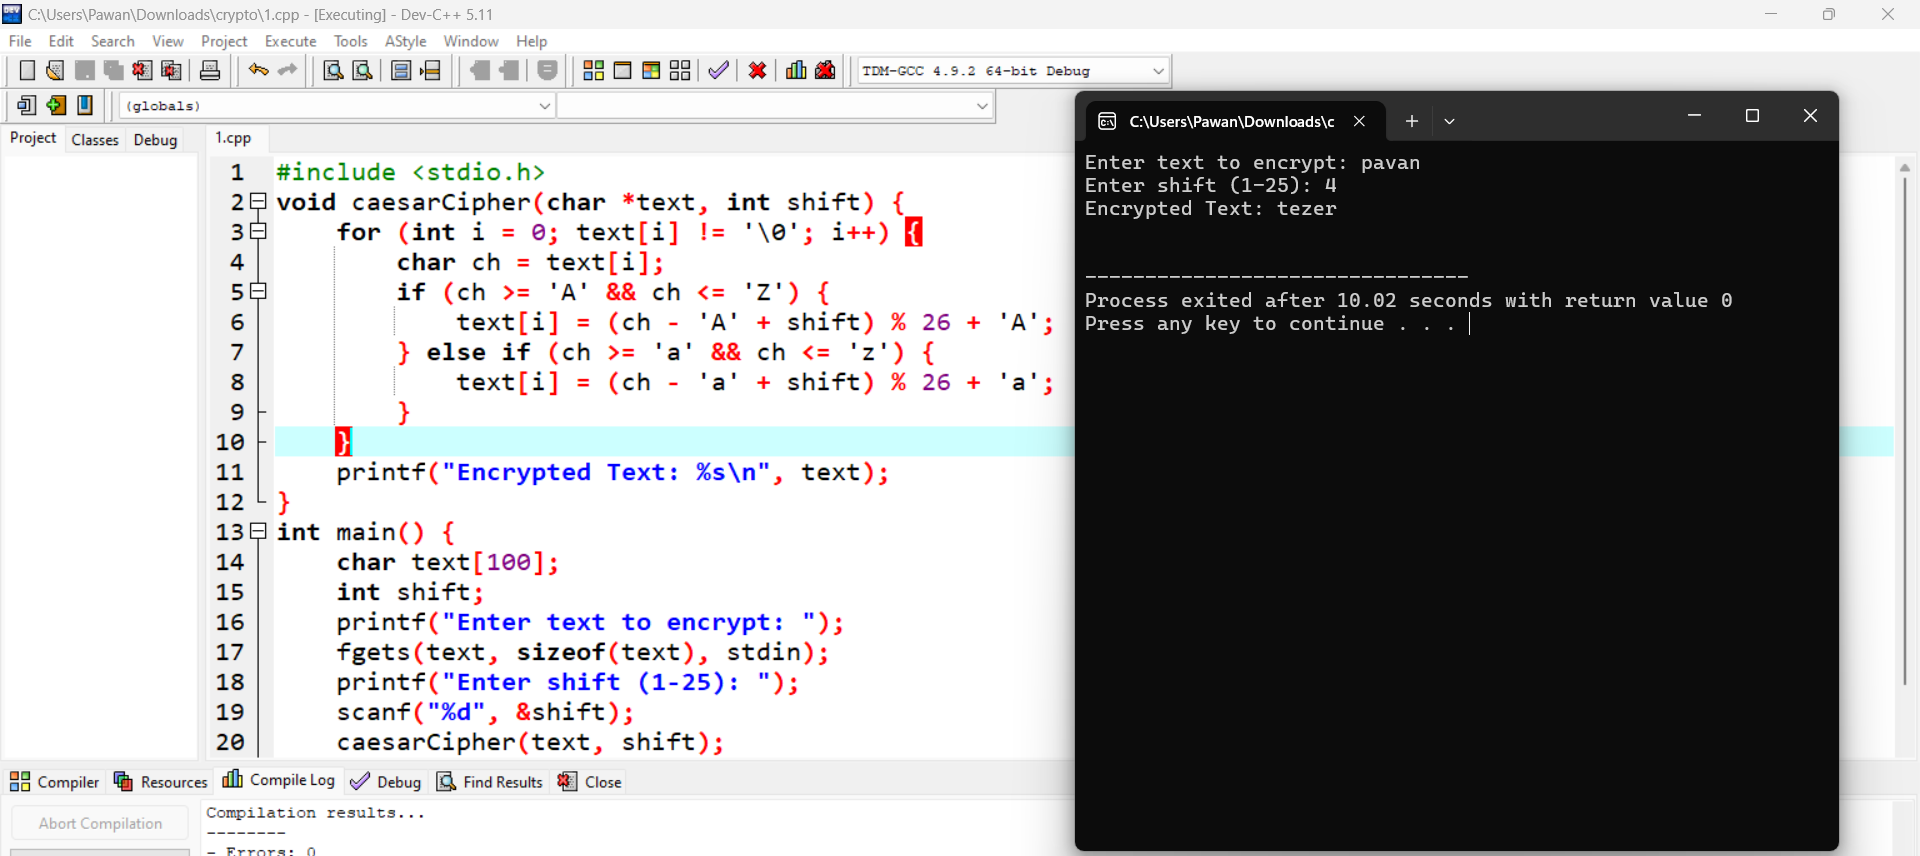 C:\Users\Pawan\Downloads\crypto\1.cpp - [Executing] - Dev-C++ 5.11
File Edit Search View Project Execute Tools AStyle Window Help
TDM-GCC 4.9.2 64-bit Debug
(globals)
Project Classes Debug
1.cpp
1 #include <stdio.h>
2 void caesarCipher(char *text, int shift) {
3     for (int i = 0; text[i] != '\0'; i++) {
4         char ch = text[i];
5         if (ch >= 'A' && ch <= 'Z') {
6             text[i] = (ch - 'A' + shift) % 26 + 'A';
7         } else if (ch >= 'a' && ch <= 'z') {
8             text[i] = (ch - 'a' + shift) % 26 + 'a';
9         }
10     }
11     printf("Encrypted Text: %s\n", text);
12 }
13 int main() {
14     char text[100];
15     int shift;
16     printf("Enter text to encrypt: ");
17     fgets(text, sizeof(text), stdin);
18     printf("Enter shift (1-25): ");
19     scanf("%d", &shift);
20     caesarCipher(text, shift);
C:\Users\Pawan\Downloads\c
Enter text to encrypt: pavan
Enter shift (1-25): 4
Encrypted Text: tezer
--------------------------------
Process exited after 10.02 seconds with return value 0
Press any key to continue . . .
Compiler Resources Compile Log Debug Find Results Close
Abort Compilation
Compilation results...
--------
- Errors: 0